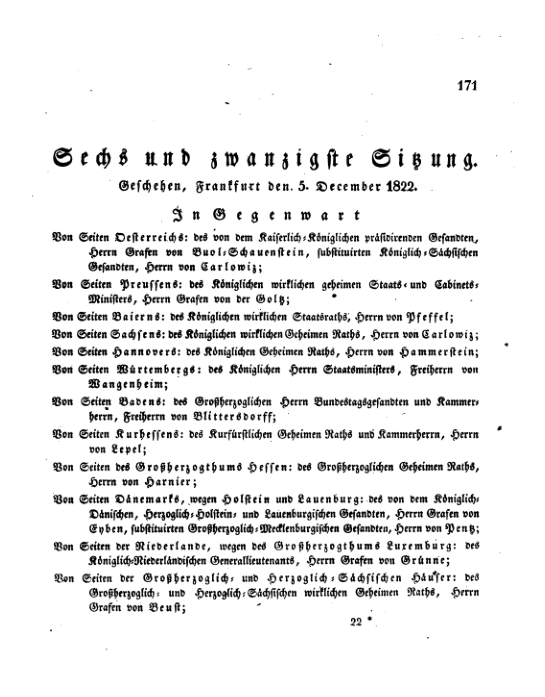 171
Sechs und zwanzigste Sitzung.
Geschehen, Frankfurt den 5. December 1822.
In Gegenwart
Von Seiten Oesterreichs: des von dem Kaiserlich-Königlichen präsidirenden Gesandten,
Herrn Grafen von Buol-Schauenstein, substituirten Königlich-Sächsischen
Gesandten, Herrn von Carlowiz;
Von Seiten Preussens: des Königlichen wirklichen geheimen Staats- und Cabinets-
Ministers, Herrn Grafen von der Goltz;
Von Seiten Baierns: des Königlichen wirklichen Staatsraths, Herrn von Pfeffel;
Von Seiten Sachsens: des Königlichen wirklichen Geheimen Raths, Herrn von Carlowiz;
Von Seiten Hannovers: des Königlichen Geheimen Raths, Herrn von Hammerstein;
Von Seiten Würtembergs: des Königlichen Herrn Staatsministers, Freiherrn von
Wangenheim;
Von Seiten Badens: des Großherzoglichen Herrn Bundestagsgesandten und Kammer-
herrn, Freiherrn von Blittersdorff;
Von Seiten Kurhessens: des Kurfürstlichen Geheimen Raths und Kammerherrn, Herrn
von Lepel;
Von Seiten des Großherzogthums Hessen: des Großherzoglichen Geheimen Raths,
Herrn von Harnier;
Von Seiten Dänemarks, wegen Holstein und Lauenburg: des von dem Königlich-
Dänischen, Herzoglich-Holstein- und Lauenburgischen Gesandten, Herrn Grafen von
Eyben, substituirten Großherzoglich-Mecklenburgischen Gesandten, Herrn von Pentz;
Von Seiten der Niederlande, wegen des Großherzogthums Luxemburg: des
Königlich-Niederländischen Generallieutenants, Herrn Grafen von Grünne;
Von Seiten der Großherzoglich- und Herzoglich-Sächsischen Häuser: des
Großherzoglich- und Herzoglich-Sächsischen wirklichen Geheimen Raths, Herrn
Grafen von Beust;
22 *